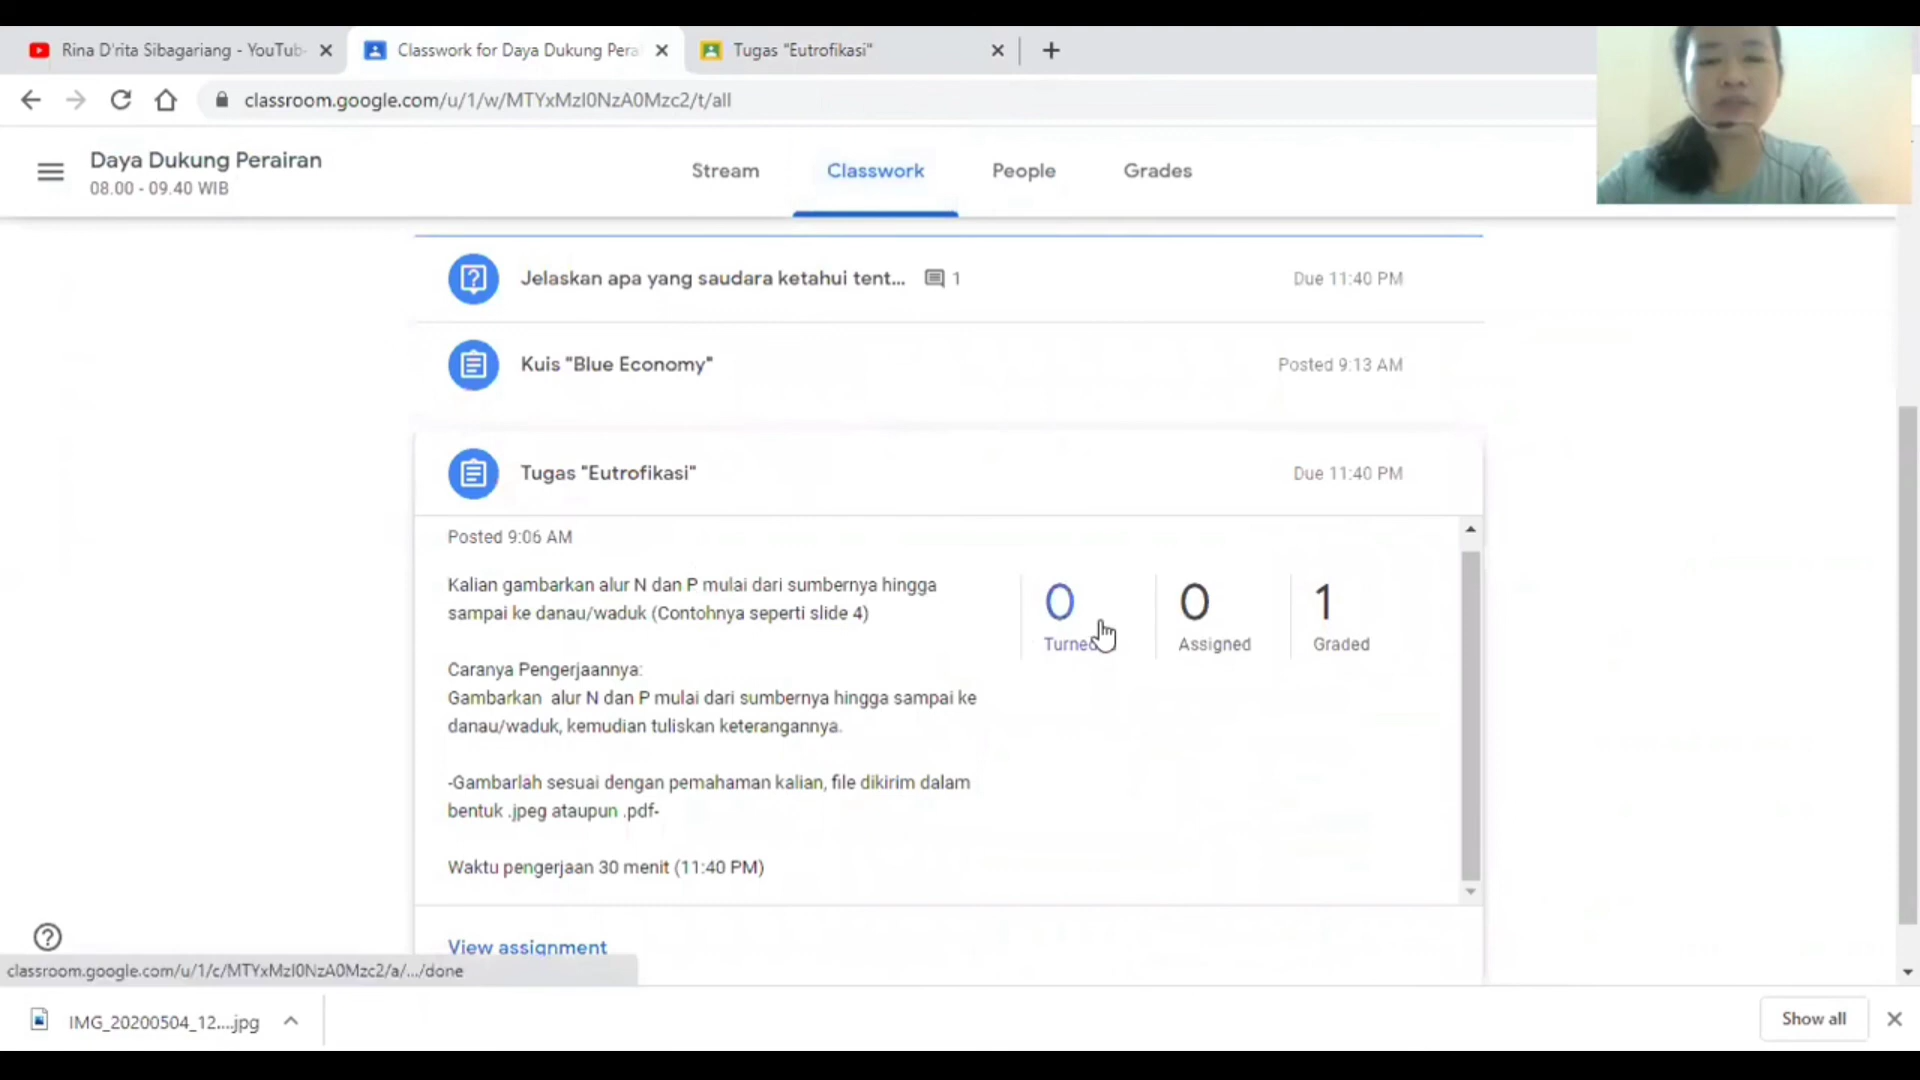 Rina D'rita Sibagariang - YouTub
Classwork for Daya Dukung Pera
Tugas "Eutrofikasi"
classroom.google.com/u/1/w/MTYxMzI0NzA0Mzc2/t/all
Daya Dukung Perairan
08.00 - 09.40 WIB
Stream
Classwork
People
Grades
Jelaskan apa yang saudara ketahui tent...
1
Due 11:40 PM
Kuis "Blue Economy"
Posted 9:13 AM
Tugas "Eutrofikasi"
Due 11:40 PM
Posted 9:06 AM
Kalian gambarkan alur N dan P mulai dari sumbernya hingga
sampai ke danau/waduk (Contohnya seperti slide 4)
0
Turned
0
Assigned
1
Graded
Caranya Pengerjaannya:
Gambarkan alur N dan P mulai dari sumbernya hingga sampai ke
danau/waduk, kemudian tuliskan keterangannya.
-Gambarlah sesuai dengan pemahaman kalian, file dikirim dalam
bentuk .jpeg ataupun .pdf-
Waktu pengerjaan 30 menit (11:40 PM)
View assignment
classroom.google.com/u/1/c/MTYxMzI0NzA0Mzc2/a/.../done
IMG_20200504_12....jpg
Show all